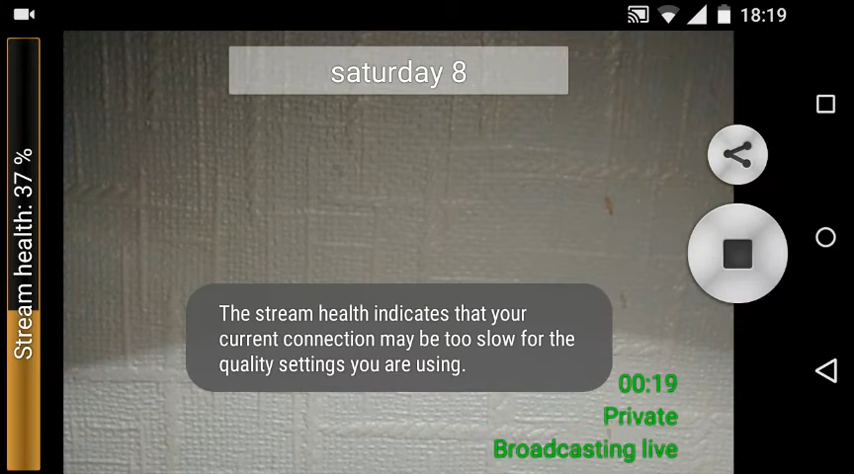 18:19
saturday 8
Stream health: 37 %
The stream health indicates that your
current connection may be too slow for the
quality settings you are using.
00:19
Private
Broadcasting live